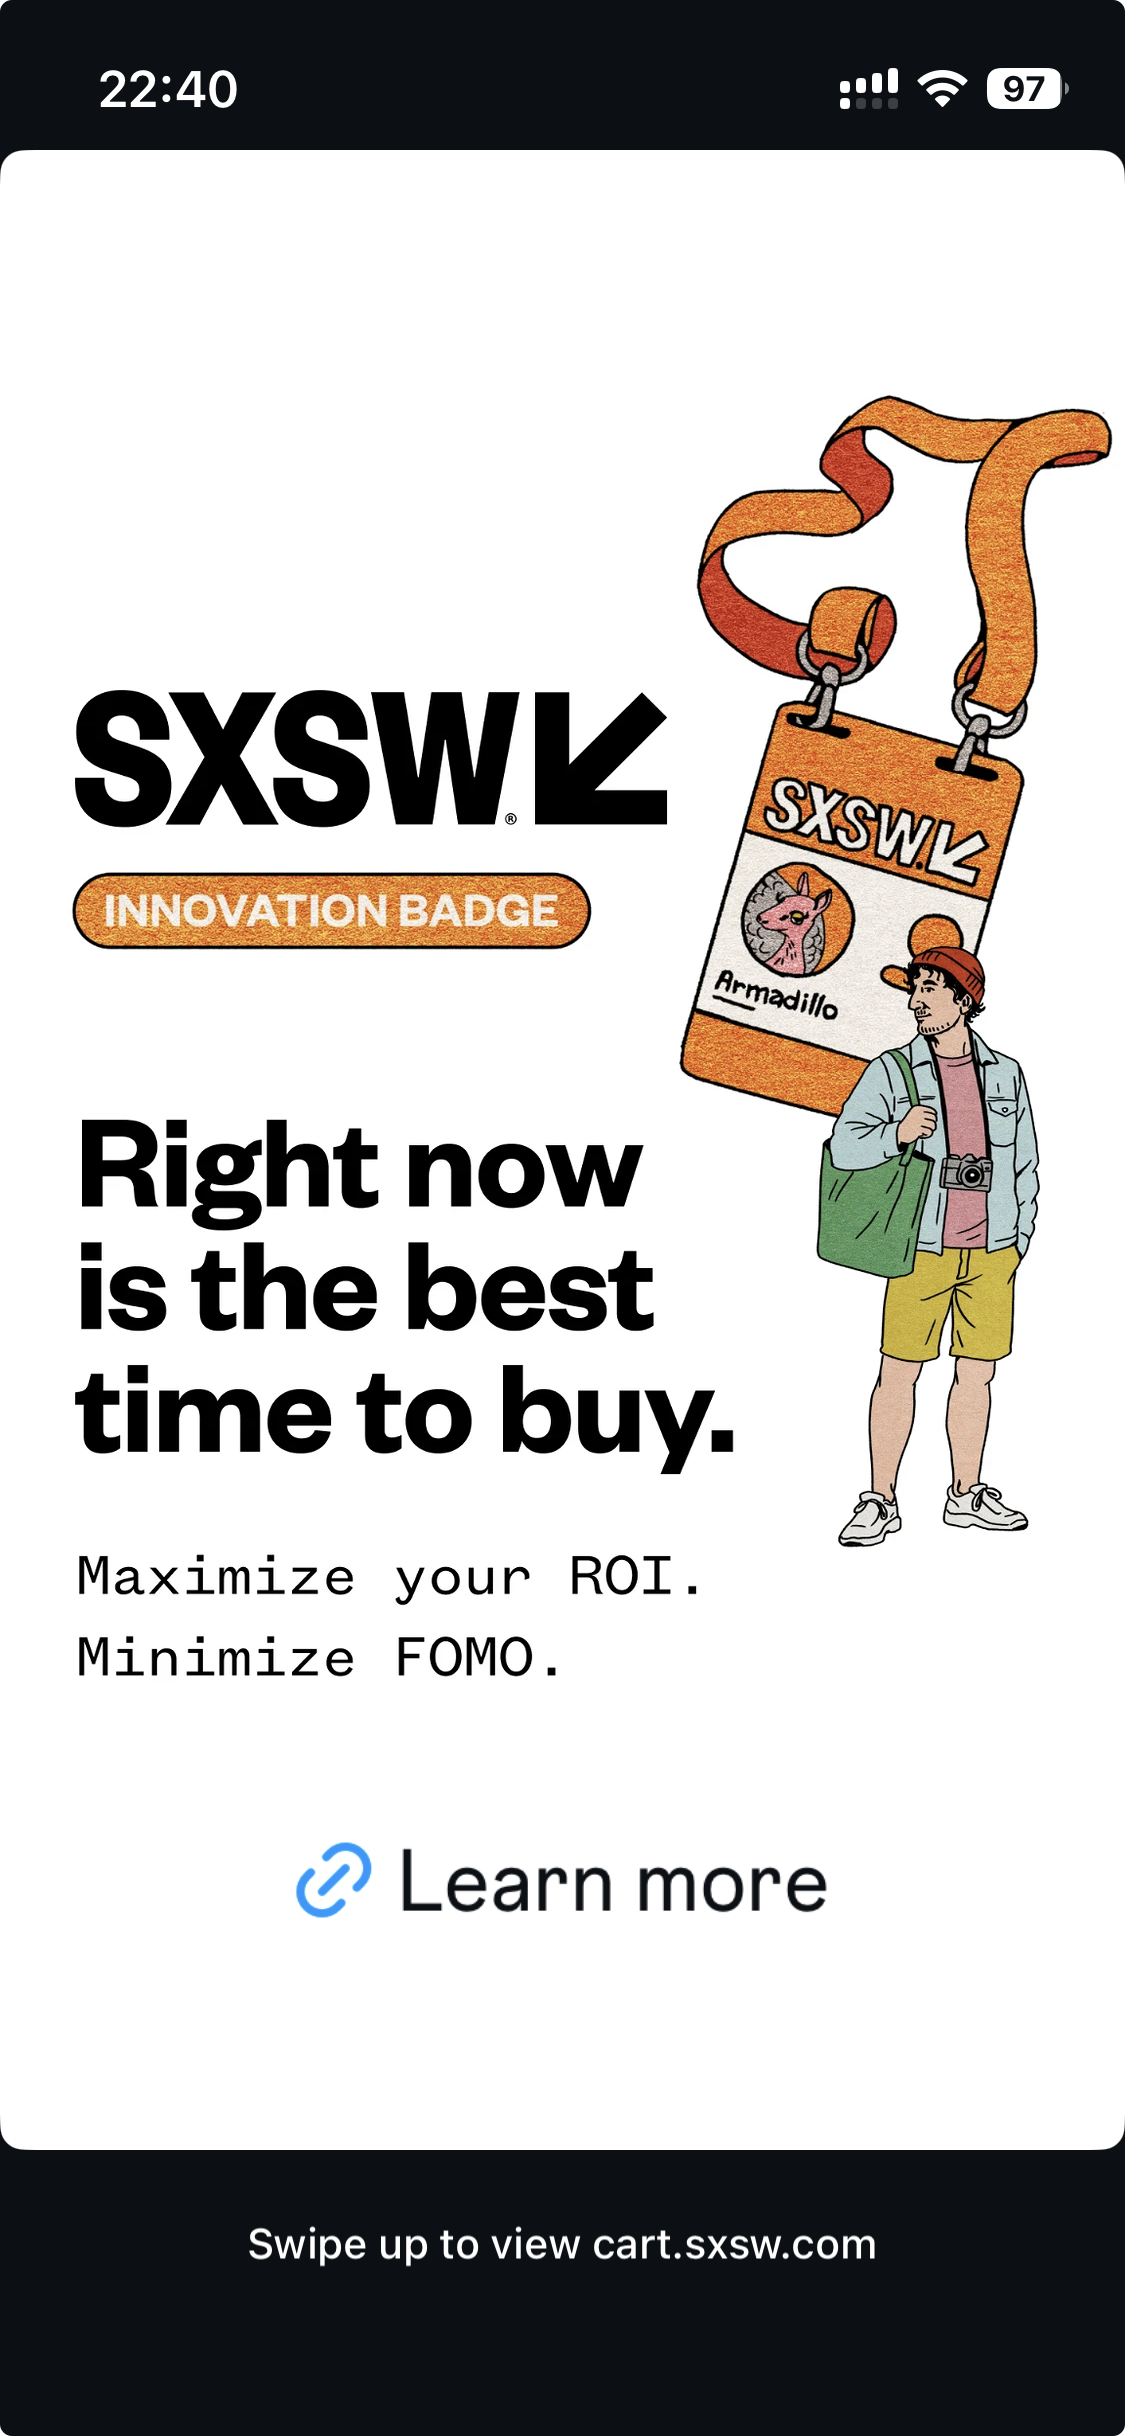 22:40
97
SXSW®
INNOVATION BADGE
SXSW
Armadillo
Right now
is the best
time to buy.
Maximize your ROI.
Minimize FOMO.
Learn more
Swipe up to view cart.sxsw.com